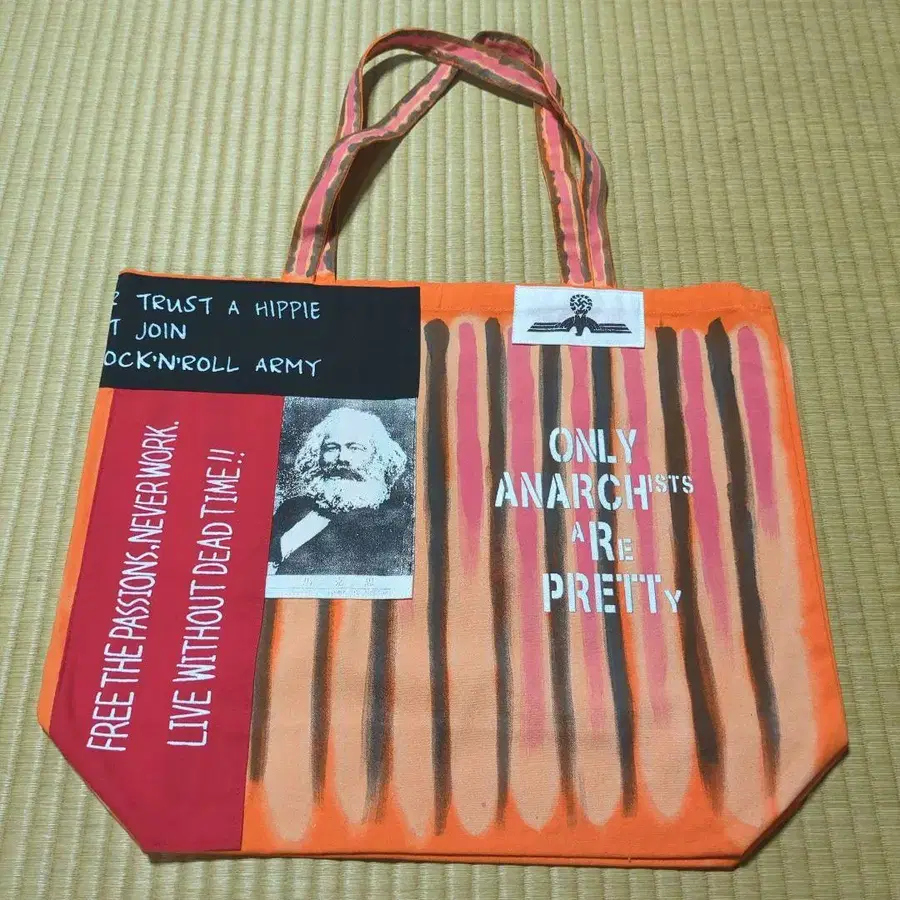 TRUST A HIPPIE
T JOIN
OCK'N'ROLL ARMY
FREE THE PASSIONS. NEVER WORK.
LIVE WITHOUT DEAD TIME!!
ONLY
ANARCHISTS
ARE
PRETTY